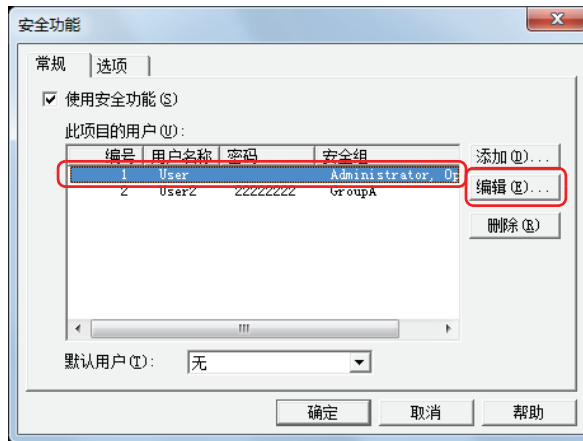 安全功能
常规 选项
使用安全功能(S)
此项目的用户(U):
编号 用户名称 密码 安全组 添加(D)...
1 User Administrator, Op
编辑(E)...
2 User2 22222222 GroupA
删除(R)
默认用户(T): 无
确定 取消 帮助